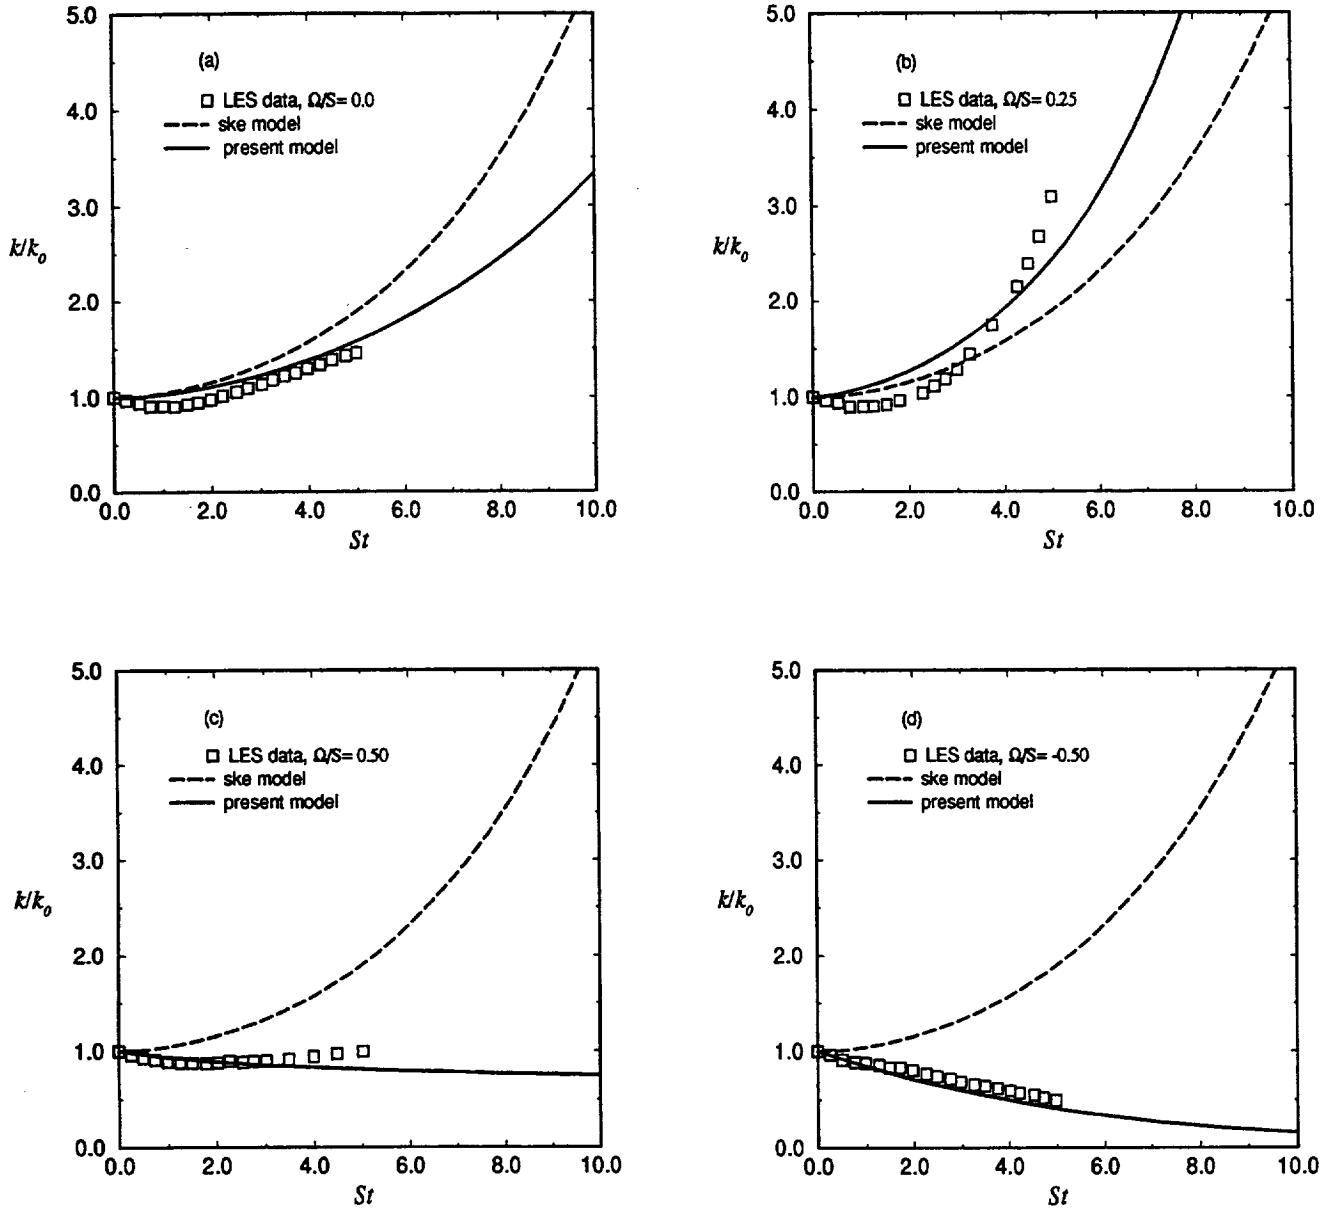 5.0
(a)
LES data, Ω/S= 0.0
ske model
present model
4.0
3.0
k/k₀
2.0
1.0
0.0
0.0 2.0 4.0 6.0 8.0 10.0
St
5.0
(b)
LES data, Ω/S= 0.25
ske model
present model
4.0
3.0
k/k₀
2.0
1.0
0.0
0.0 2.0 4.0 6.0 8.0 10.0
St
5.0
(c)
LES data, Ω/S= 0.50
ske model
present model
4.0
3.0
k/k₀
2.0
1.0
0.0
0.0 2.0 4.0 6.0 8.0 10.0
St
5.0
(d)
LES data, Ω/S= -0.50
ske model
present model
4.0
3.0
k/k₀
2.0
1.0
0.0
0.0 2.0 4.0 6.0 8.0 10.0
St